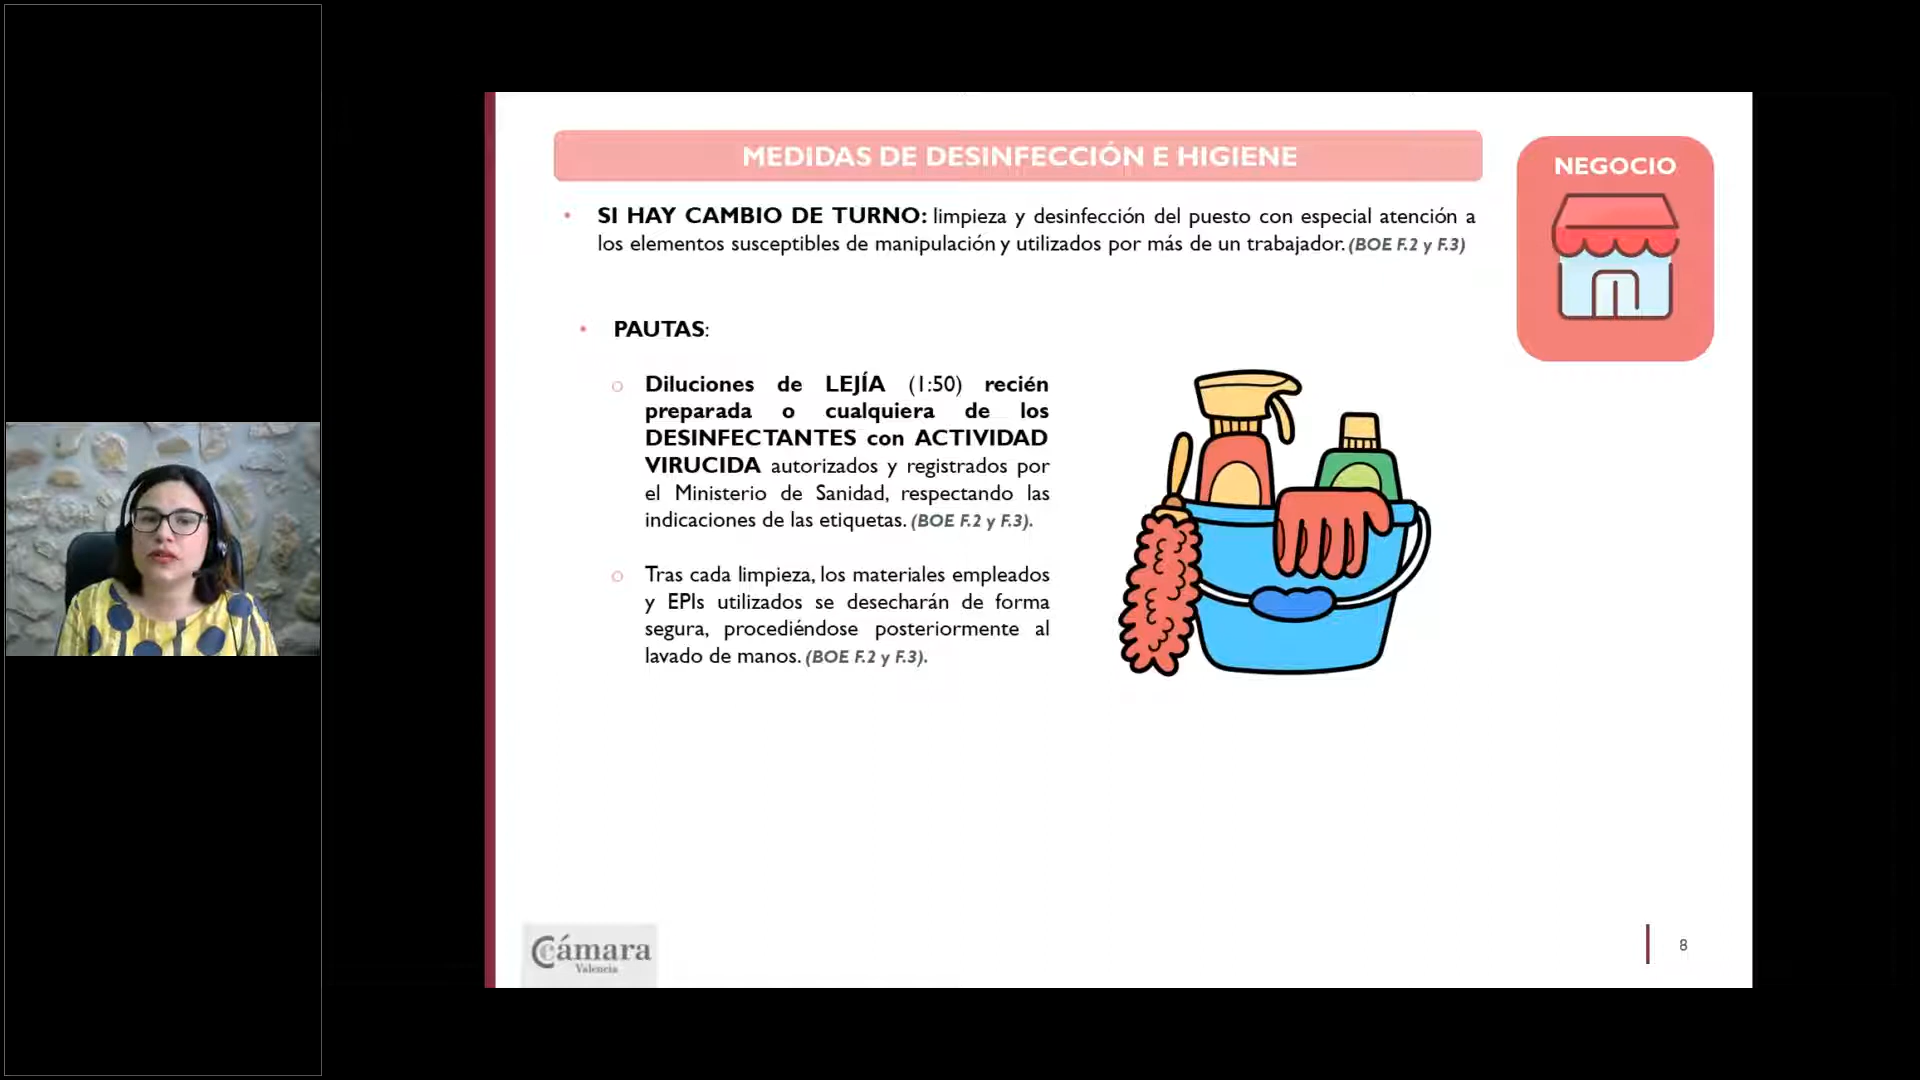 MEDIDAS DE DESINFECCIÓN E HIGIENE
NEGOCIO
• SI HAY CAMBIO DE TURNO: limpieza y desinfección del puesto con especial atención a
los elementos susceptibles de manipulación y utilizados por más de un trabajador. (BOE F.2 y F.3)
• PAUTAS:
o Diluciones de LEJÍA (1:50) recién
preparada o cualquiera de los
DESINFECTANTES con ACTIVIDAD
VIRUCIDA autorizados y registrados por
el Ministerio de Sanidad, respectando las
indicaciones de las etiquetas. (BOE F.2 y F.3).
o Tras cada limpieza, los materiales empleados
y EPIs utilizados se desecharán de forma
segura, procediéndose posteriormente al
lavado de manos. (BOE F.2 y F.3).
Cámara
Valencia
8